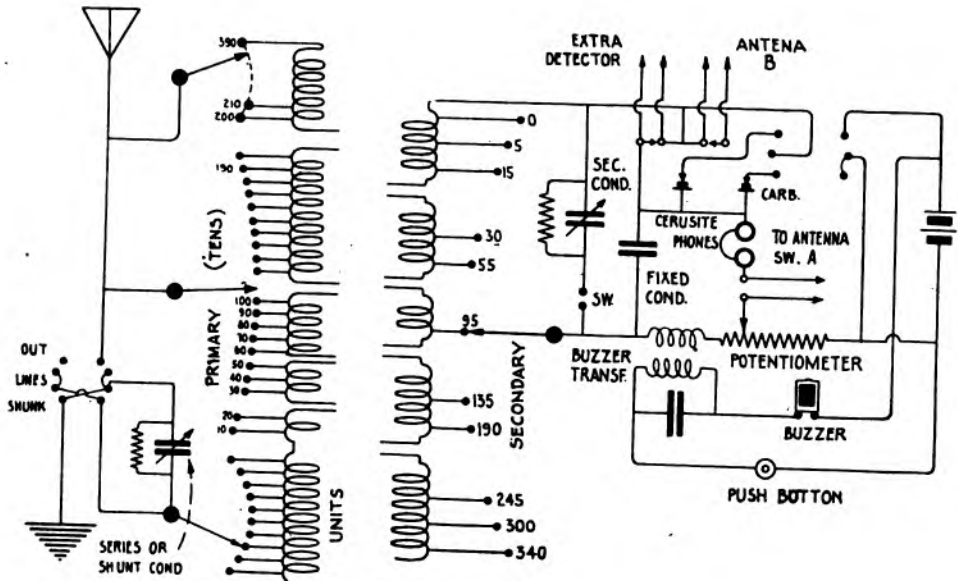 EXTRA
DETECTOR
ANTENA
B
390
210
200
0
5
15
190
SEC.
COND.
CARB.
CERUSITE
PHONES
TO ANTENNA
SW. A
(TENS)
30
55
FIXED
COND.
100
90
80
70
60
SW.
95
PRIMARY
SECONDARY
BUZZER
TRANSF.
POTENTIOMETER
OUT
LINES
SHUNK
50
40
30
20
10
135
190
BUZZER
PUSH BOTTON
UNITS
245
300
340
SERIES OR
SHUNT COND